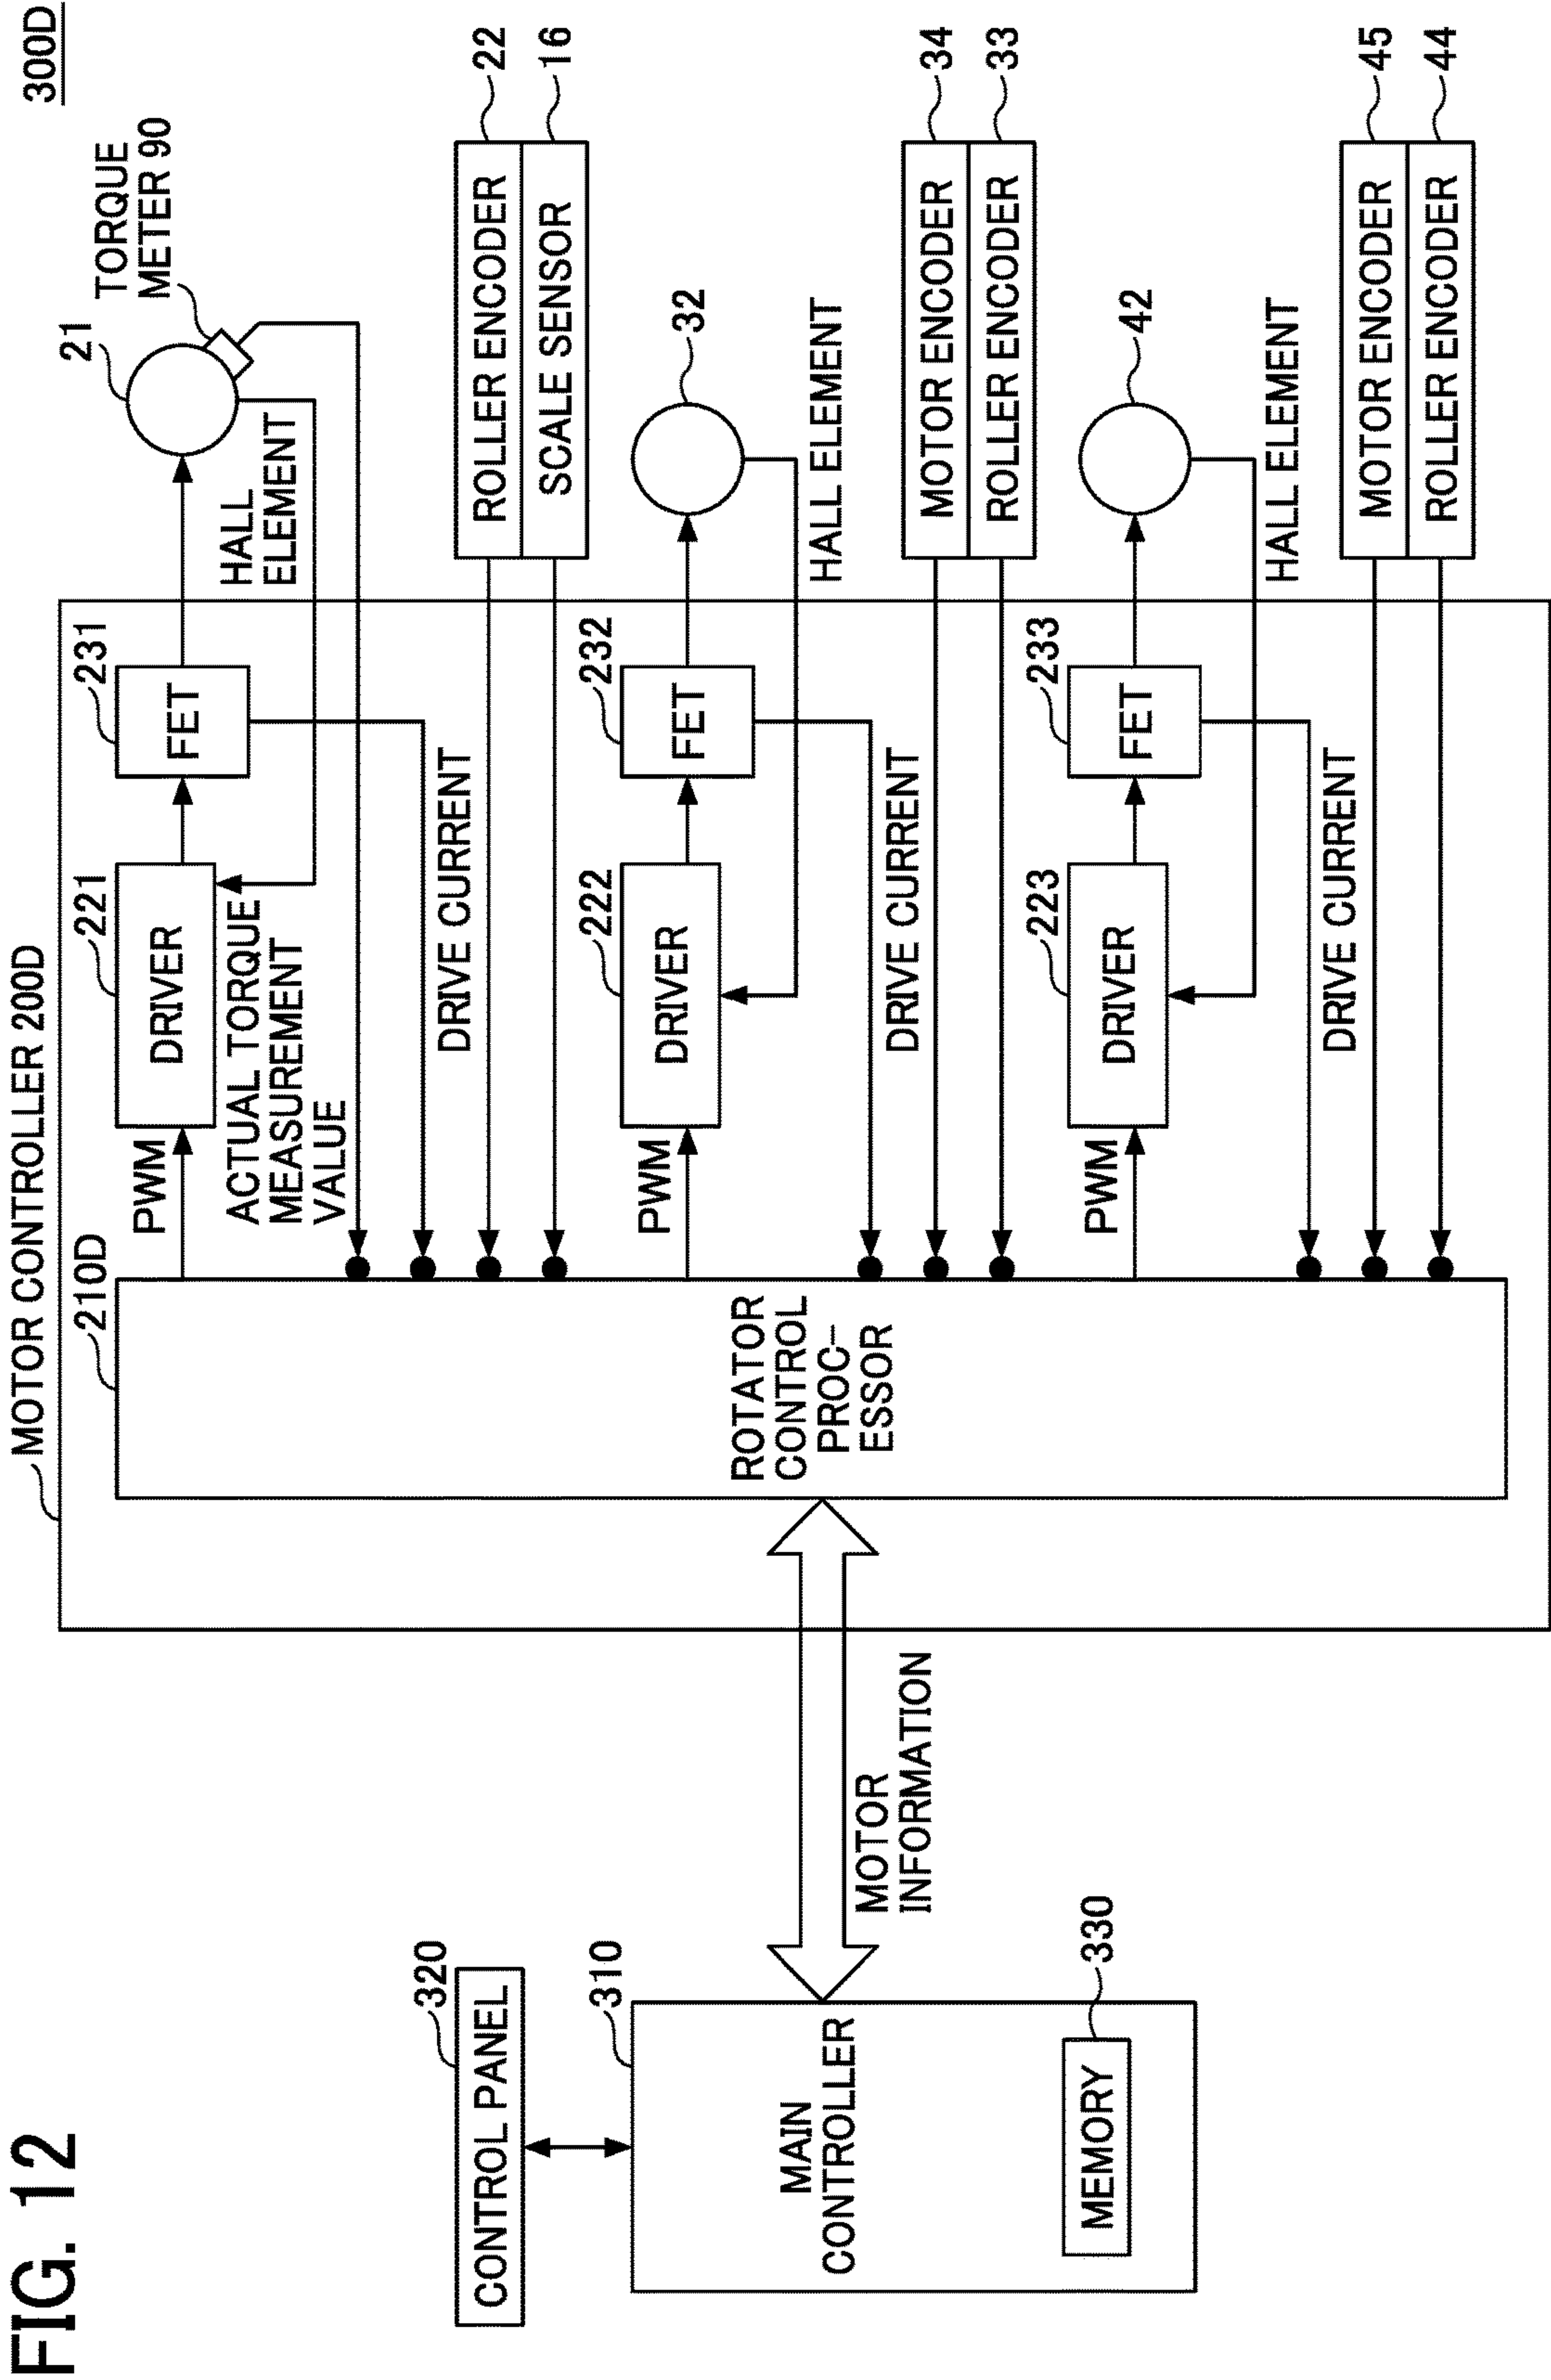 FIG. 12
300D
CONTROL PANEL
320
310
MAIN
CONTROLLER
MEMORY
330
MOTOR
INFORMATION
MOTOR CONTROLLER 200D
210D
ROTATOR
CONTROL
PROC-
ESSOR
PWM
221
DRIVER
231
FET
21
TORQUE
METER 90
HALL
ELEMENT
ACTUAL TORQUE
MEASUREMENT
VALUE
DRIVE CURRENT
ROLLER ENCODER
22
SCALE SENSOR
16
PWM
222
DRIVER
232
FET
32
HALL ELEMENT
DRIVE CURRENT
MOTOR ENCODER
34
ROLLER ENCODER
33
PWM
223
DRIVER
233
FET
42
HALL ELEMENT
DRIVE CURRENT
MOTOR ENCODER
45
ROLLER ENCODER
44